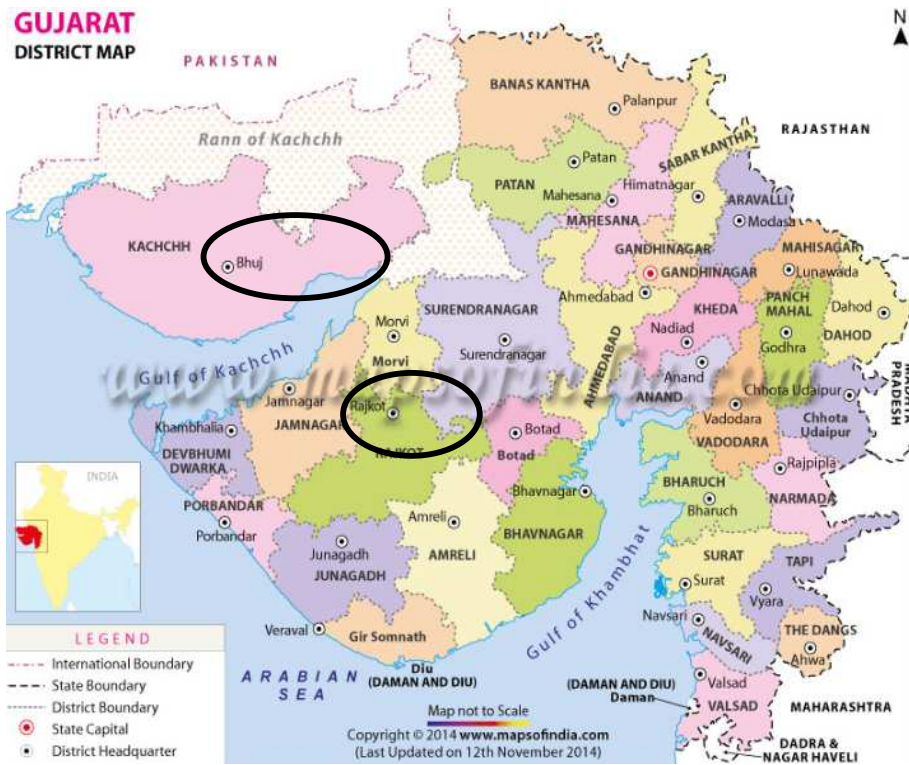 GUJARAT
DISTRICT MAP
N
PAKISTAN
BANAS KANTHA
Palanpur
RAJASTHAN
Rann of Kachchh
SABAR KANTHA
Patan
PATAN
Mahesana
Himatnagar
ARAVALLI
Modasa
MAHESANA
KACHCHH
Bhuj
GANDHINAGAR
GANDHINAGAR
MAHISAGAR
Lunawada
Ahmedabad
SURENDRANAGAR
KHEDA
PANCH
MAHAL
Dahod
DAHOD
Morvi
Morvi
Nadiad
Godhra
Surendranagar
AHMEDABAD
Gulf of Kachchh
www.mapsofindia.com
Anand
ANAND
Chhota Udaipur
Chhota
Udaipur
MADHYA
PRADESH
Jamnagar
JAMNAGAR
Rajkot
RAJKOT
Vadodara
VADODARA
Khambhalia
DEVBHUMI
DWARKA
Botad
Botad
Rajpipla
NARMADA
INDIA
BHARUCH
Bharuch
Bhavnagar
BHAVNAGAR
PORBANDAR
Porbandar
Amreli
AMRELI
Junagadh
JUNAGADH
SURAT
Surat
TAPI
Vyara
Gulf of Khambhat
Navsari
NAVSARI
THE DANGS
Ahwa
Veraval
Gir Somnath
Diu
(DAMAN AND DIU)
ARABIAN
SEA
(DAMAN AND DIU)
Daman
Valsad
VALSAD
MAHARASHTRA
DADRA &
NAGAR HAVELI
LEGEND
International Boundary
State Boundary
District Boundary
State Capital
District Headquarter
Map not to Scale
Copyright © 2014 www.mapsofindia.com
(Last Updated on 12th November 2014)